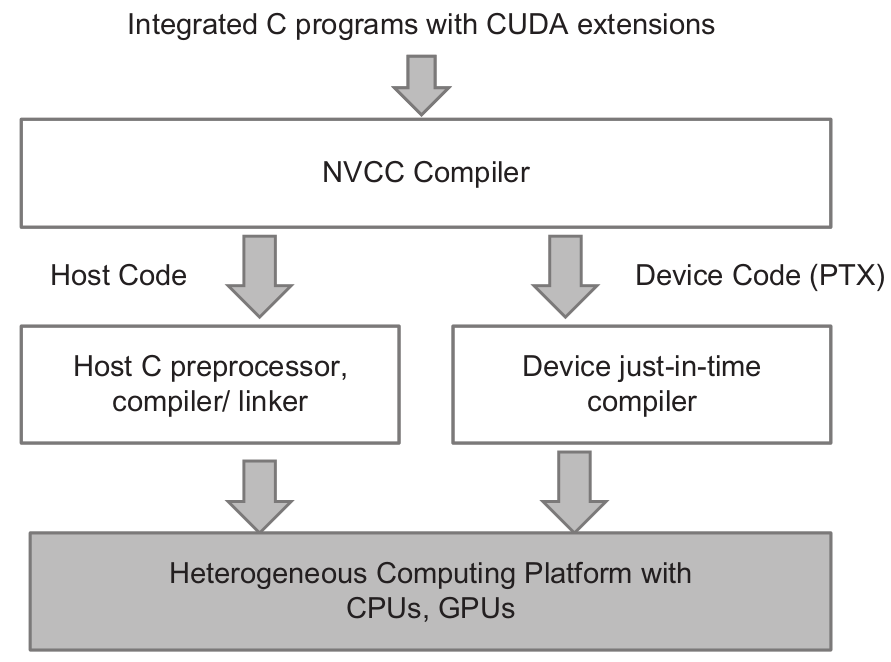 Integrated C programs with CUDA extensions
NVCC Compiler
Host Code
Device Code (PTX)
Host C preprocessor,
compiler/ linker
Device just-in-time
compiler
Heterogeneous Computing Platform with
CPUs, GPUs